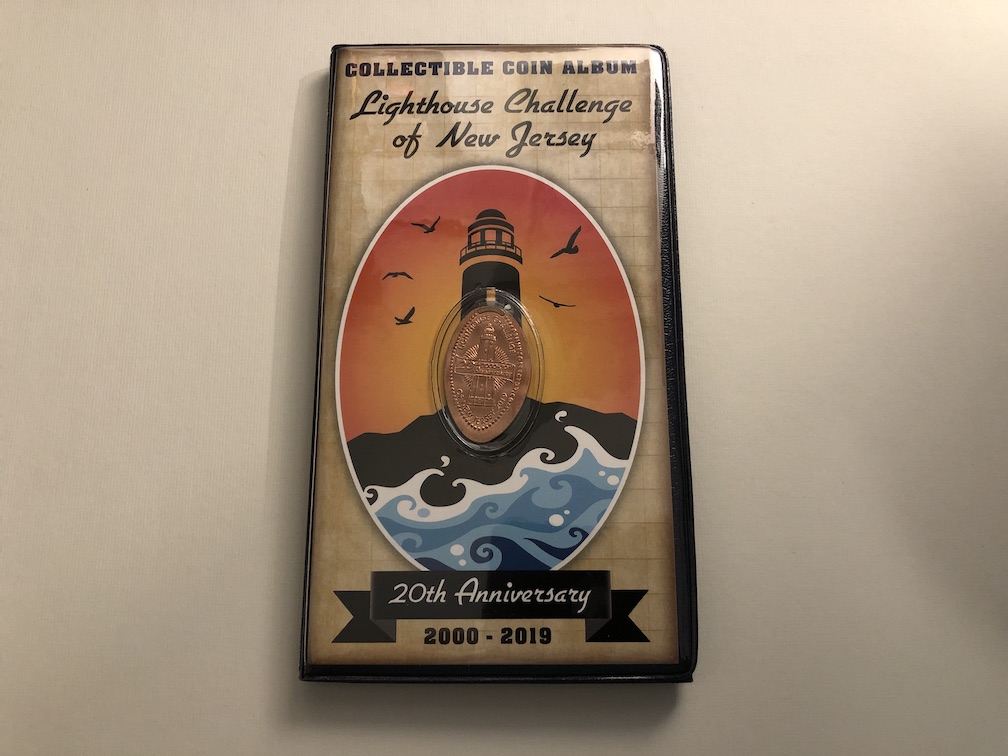 COLLECTIBLE COIN ALBUM
Lighthouse Challenge
of New Jersey
20th Anniversary
2000 - 2019